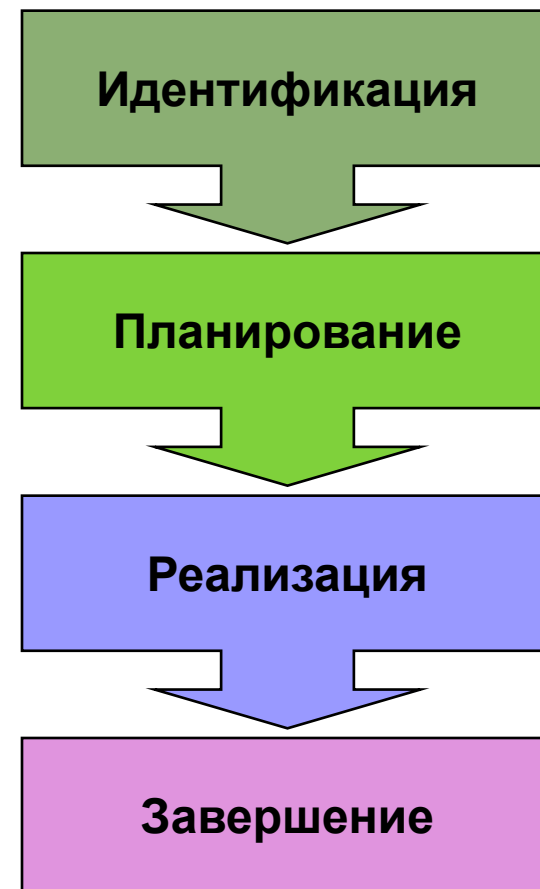 Идентификация
Планирование
Реализация
Завершение